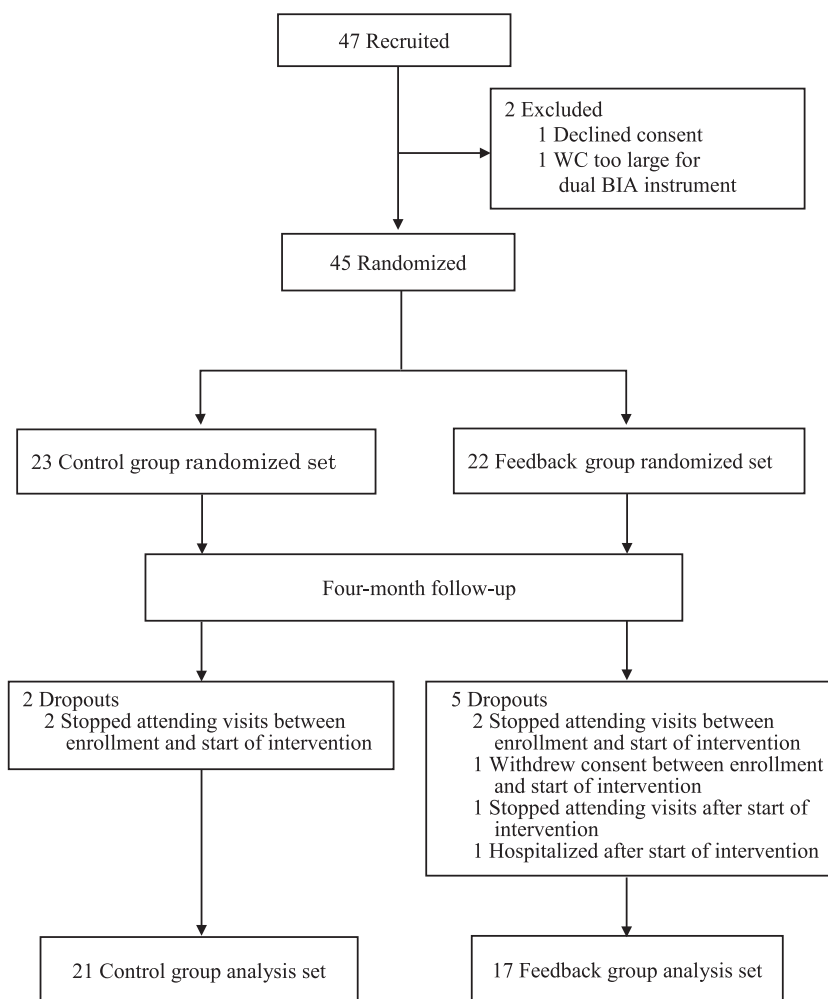 47 Recruited
2 Excluded
1 Declined consent
1 WC too large for
dual BIA instrument
45 Randomized
23 Control group randomized set
22 Feedback group randomized set
Four-month follow-up
2 Dropouts
2 Stopped attending visits between
enrollment and start of intervention
5 Dropouts
2 Stopped attending visits between
enrollment and start of intervention
1 Withdrew consent between enrollment
and start of intervention
1 Stopped attending visits after start of
intervention
1 Hospitalized after start of intervention
21 Control group analysis set
17 Feedback group analysis set